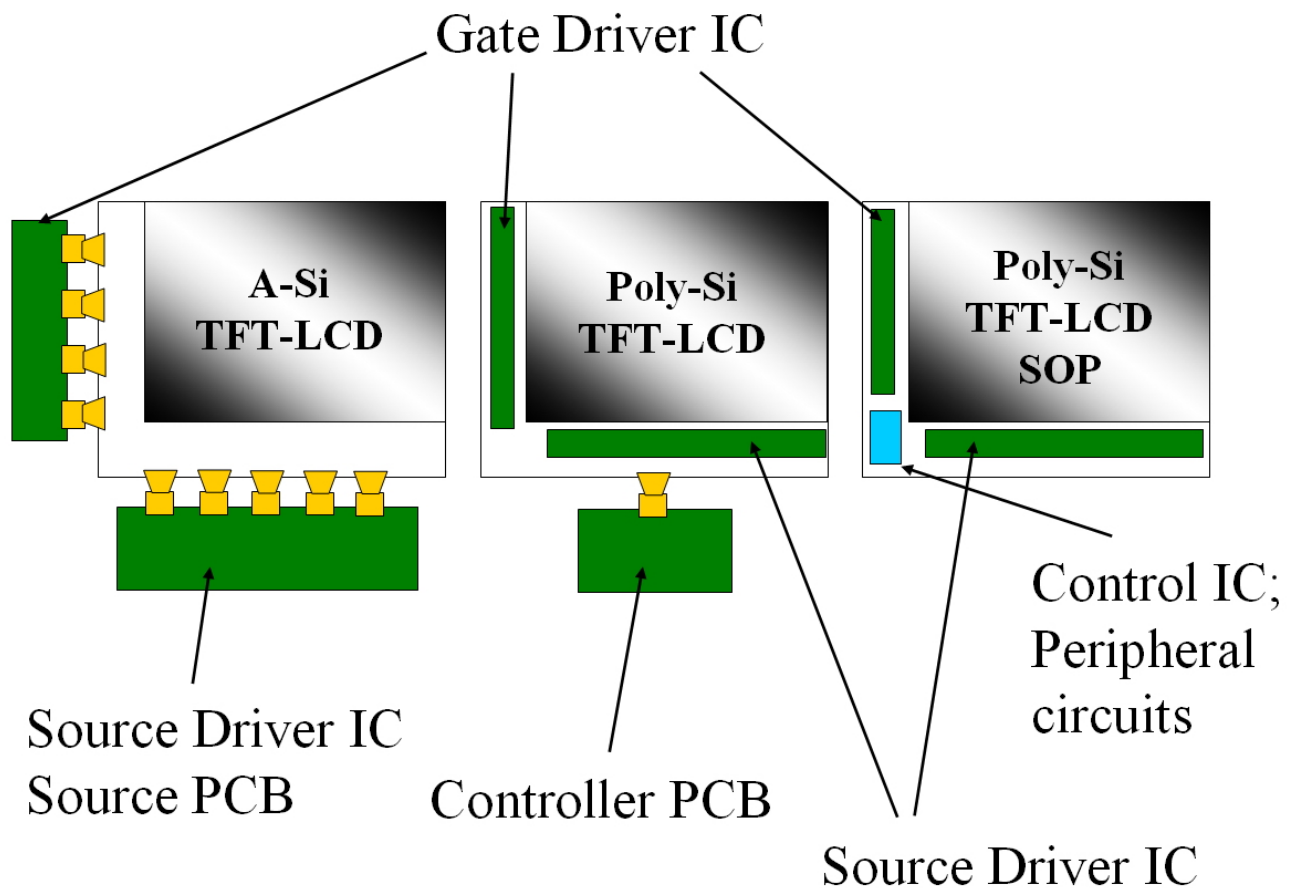 Gate Driver IC
A-Si
TFT-LCD
Poly-Si
TFT-LCD
Poly-Si
TFT-LCD
SOP
Control IC;
Peripheral
circuits
Source Driver IC
Source PCB
Controller PCB
Source Driver IC